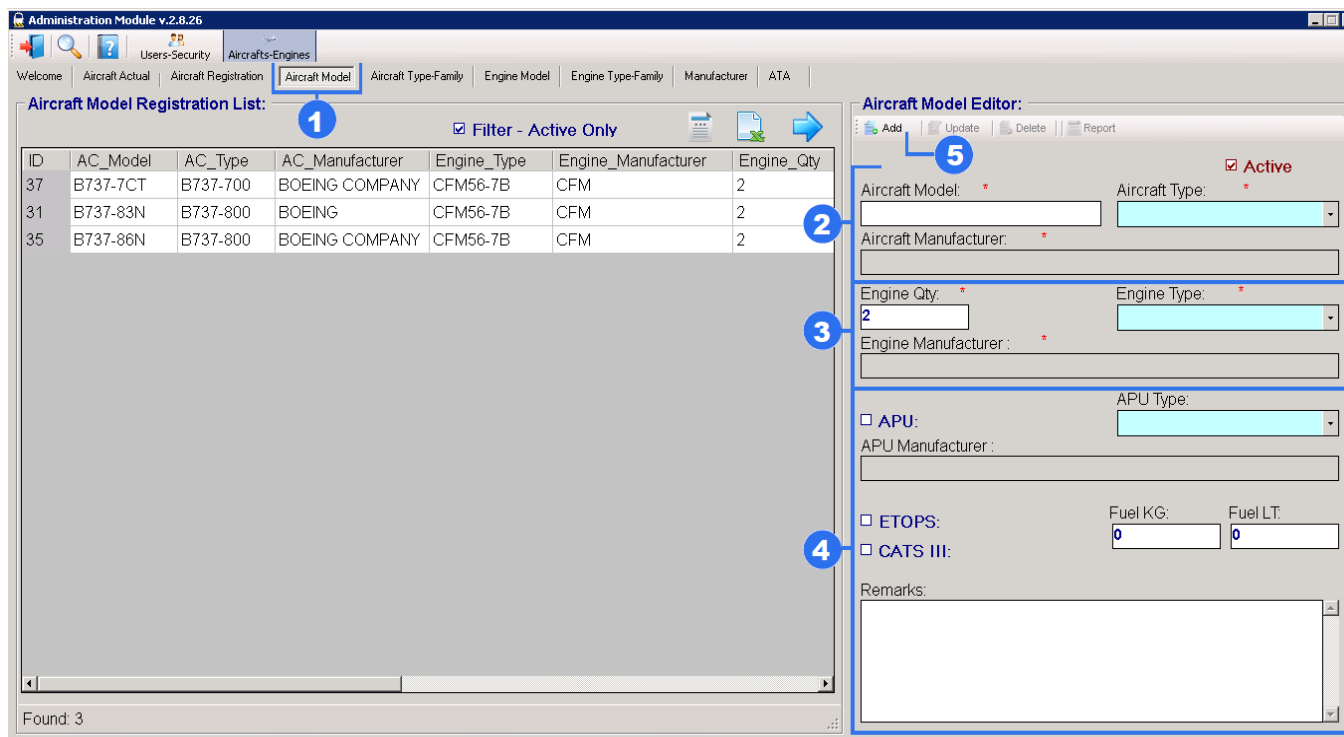 Administration Module v.2.8.26
Users-Security Aircrafts-Engines
Welcome Aircraft Actual Aircraft Registration Aircraft Model Aircraft Type-Family Engine Model Engine Type-Family Manufacturer ATA
Aircraft Model Registration List:
1
Filter - Active Only
ID AC_Model AC_Type AC_Manufacturer Engine_Type Engine_Manufacturer Engine_Qty
37 B737-7CT B737-700 BOEING COMPANY CFM56-7B CFM 2
31 B737-83N B737-800 BOEING CFM56-7B CFM 2
35 B737-86N B737-800 BOEING COMPANY CFM56-7B CFM 2
Found: 3
Aircraft Model Editor:
Add Update Delete Report
5
Active
Aircraft Model: * Aircraft Type: *
2
Aircraft Manufacturer: *
Engine Qty: * Engine Type: *
2
3
Engine Manufacturer : *
APU Type:
APU:
APU Manufacturer :
ETOPS: Fuel KG: Fuel LT:
0 0
4
CATS III:
Remarks: